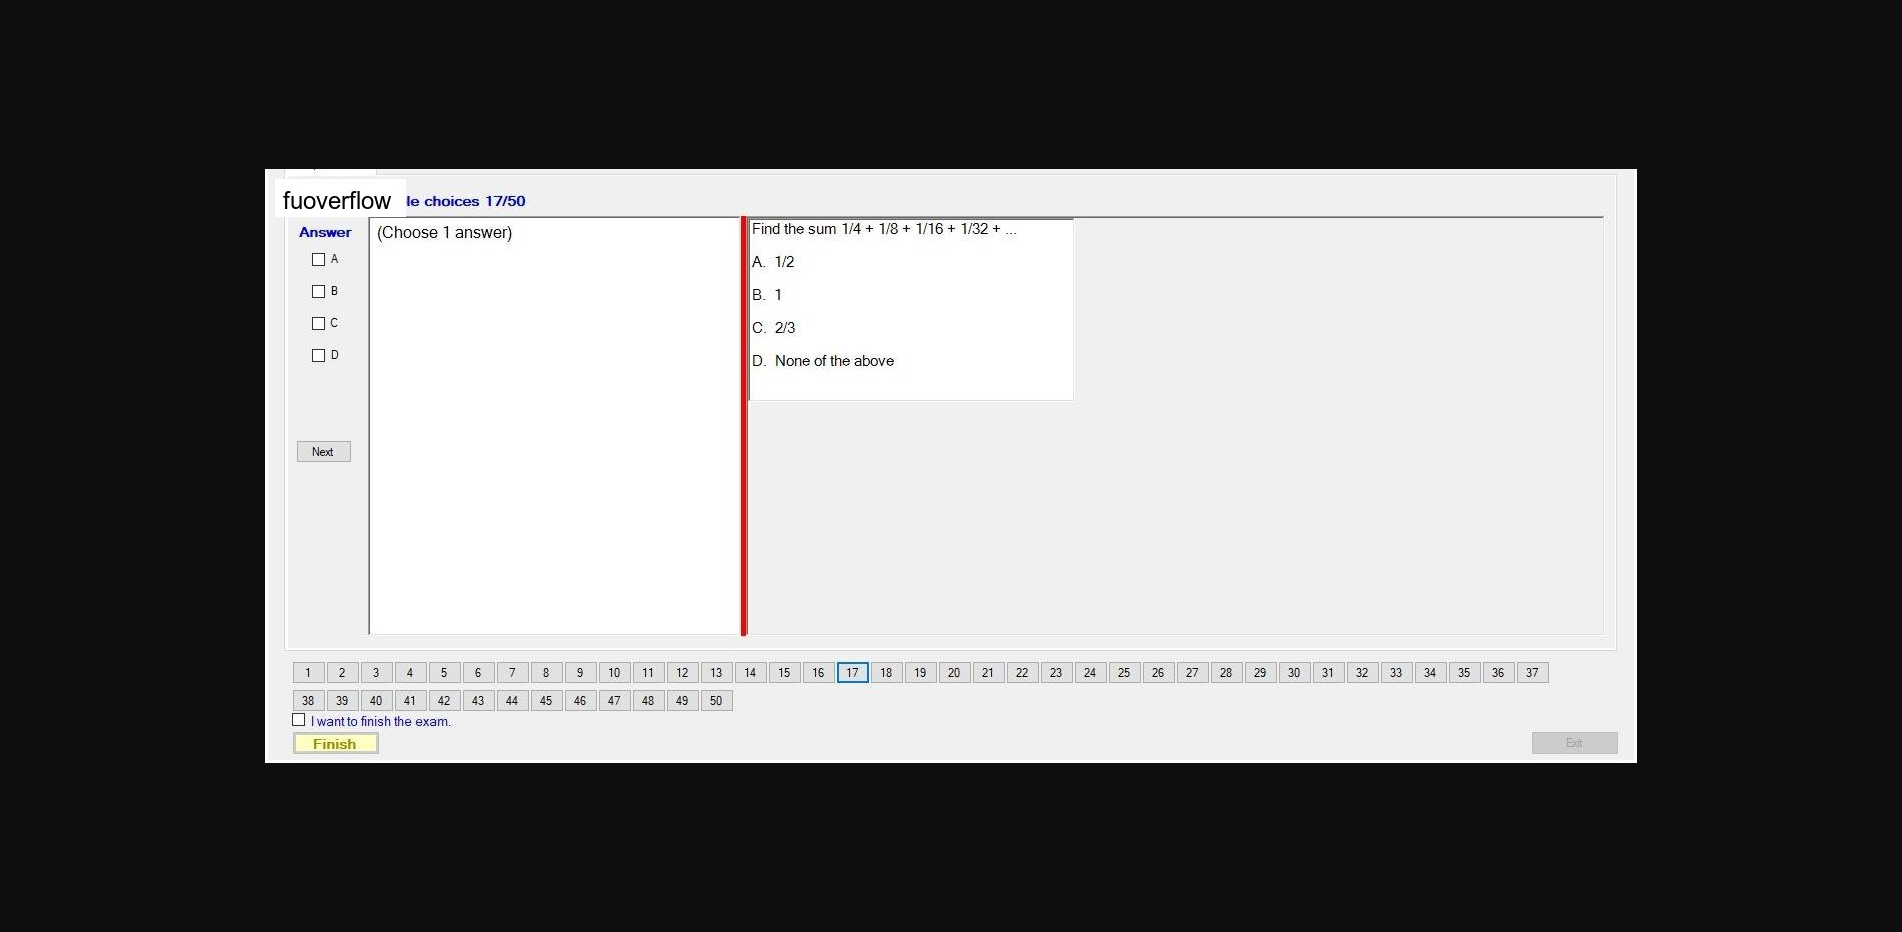 fuoverflow le choices 17/50
Answer
(Choose 1 answer)
A
B
C
D
Next
Find the sum 1/4 + 1/8 + 1/16 + 1/32 + ...
A. 1/2
B. 1
C. 2/3
D. None of the above
1 2 3 4 5 6 7 8 9 10 11 12 13 14 15 16 17 18 19 20 21 22 23 24 25 26 27 28 29 30 31 32 33 34 35 36 37
38 39 40 41 42 43 44 45 46 47 48 49 50
I want to finish the exam.
Finish
Exit